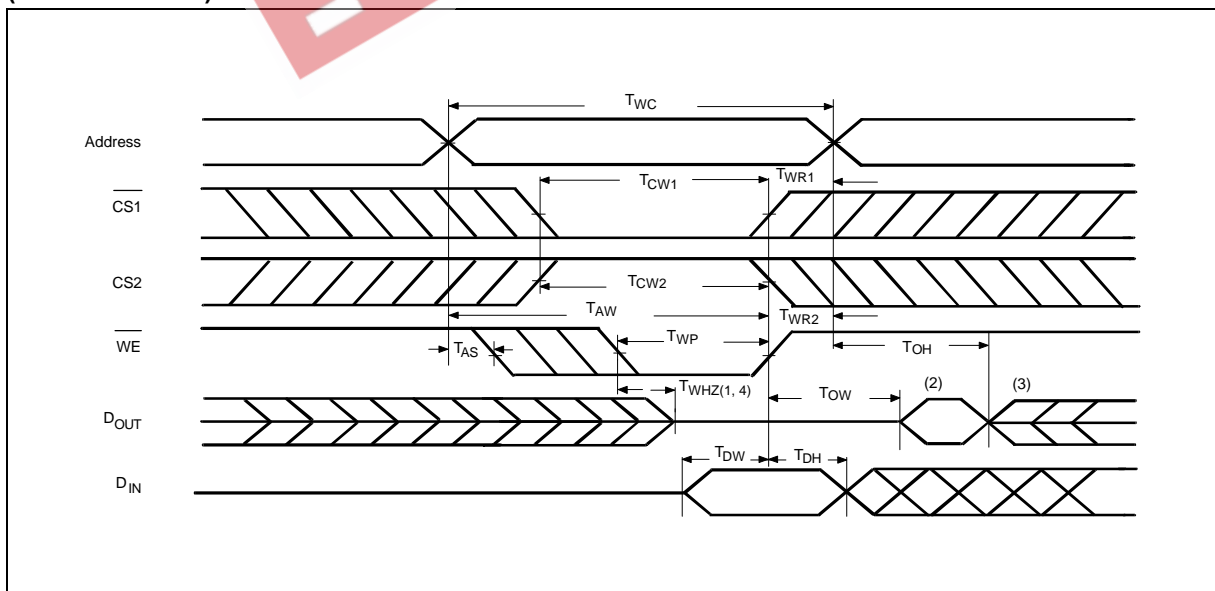 TWC
Address
TWR1
TCW1
CS1
CS2
TCW2
TAW
TWR2
WE
TAS
TWP
TOH
TWHZ(1, 4)
TOW
(2)
(3)
DOUT
TDW
TDH
DIN